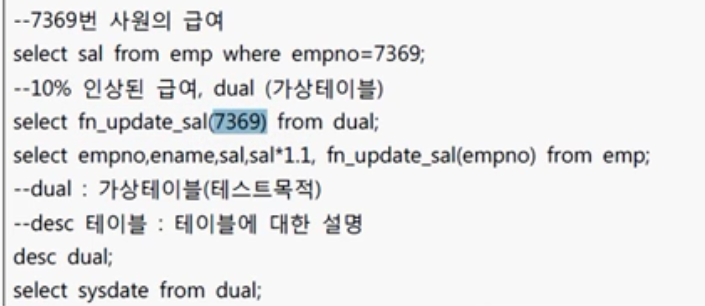 --7369번 사원의 급여
select sal from emp where empno=7369;
--10% 인상된 급여, dual (가상테이블)
select fn_update_sal(7369) from dual;
select empno,ename,sal,sal*1.1, fn_update_sal(empno) from emp;
--dual : 가상테이블(테스트목적)
--desc 테이블 : 테이블에 대한 설명
desc dual;
select sysdate from dual;